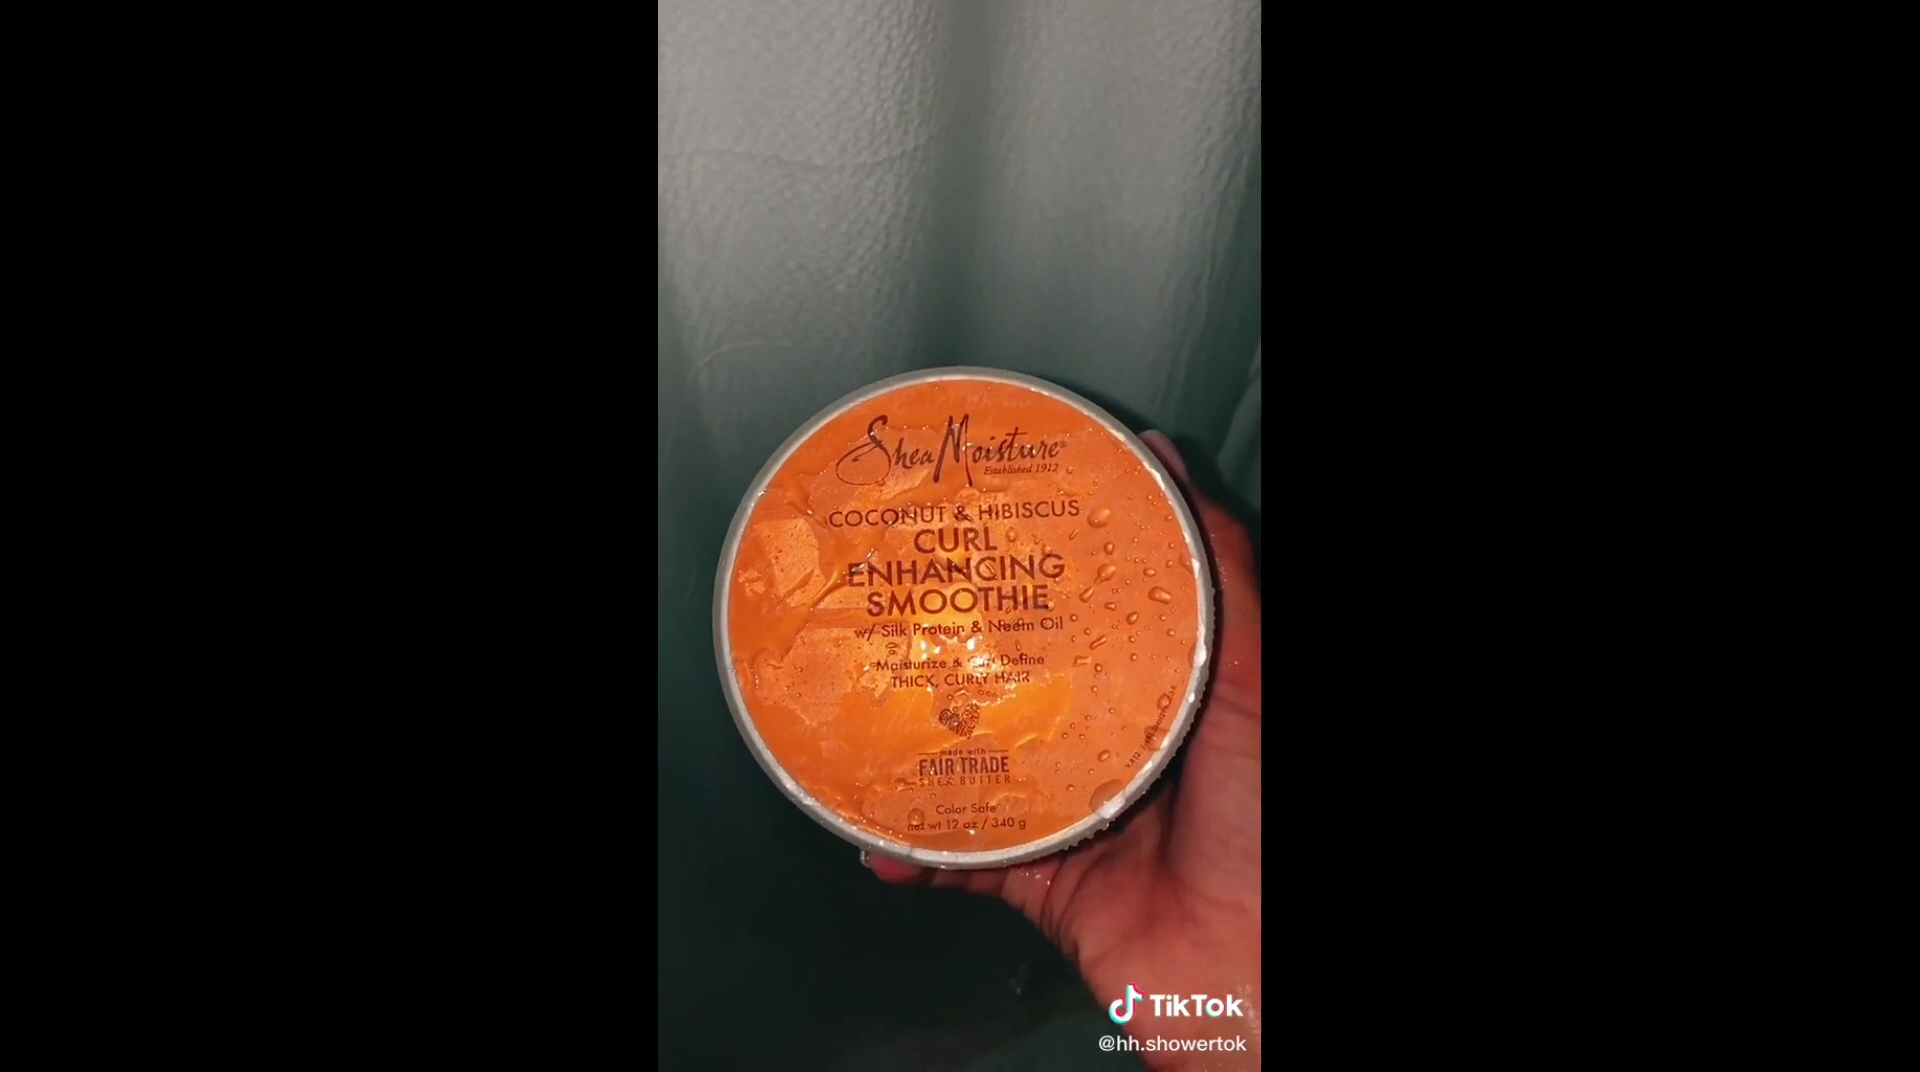 SheaMoisture®
Established 1912
COCONUT & HIBISCUS
CURL
ENHANCING
SMOOTHIE
w/ Silk Protein & Neem Oil
Moisturize & Curl Define
THICK, CURLY HAIR
made with
FAIR TRADE
SHEA BUTTER
Color Safe
net wt 12 oz / 340 g
TikTok
@hh.showertok